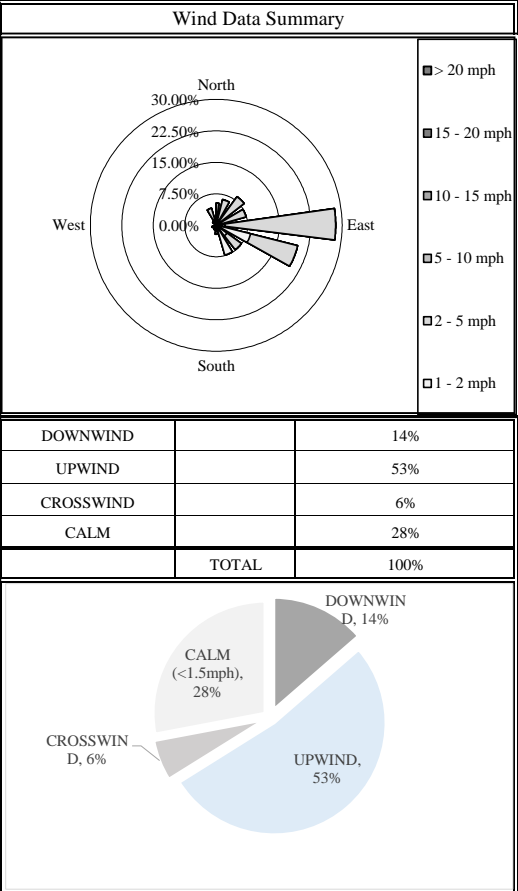 Wind Data Summary
North
30.00%
22.50%
15.00%
7.50%
0.00%
West
East
South
> 20 mph
15 - 20 mph
10 - 15 mph
5 - 10 mph
2 - 5 mph
1 - 2 mph
DOWNWIND 14%
UPWIND 53%
CROSSWIND 6%
CALM 28%
TOTAL 100%
DOWNWIN
D, 14%
CALM
(<1.5mph),
28%
CROSSWIN
D, 6%
UPWIND,
53%